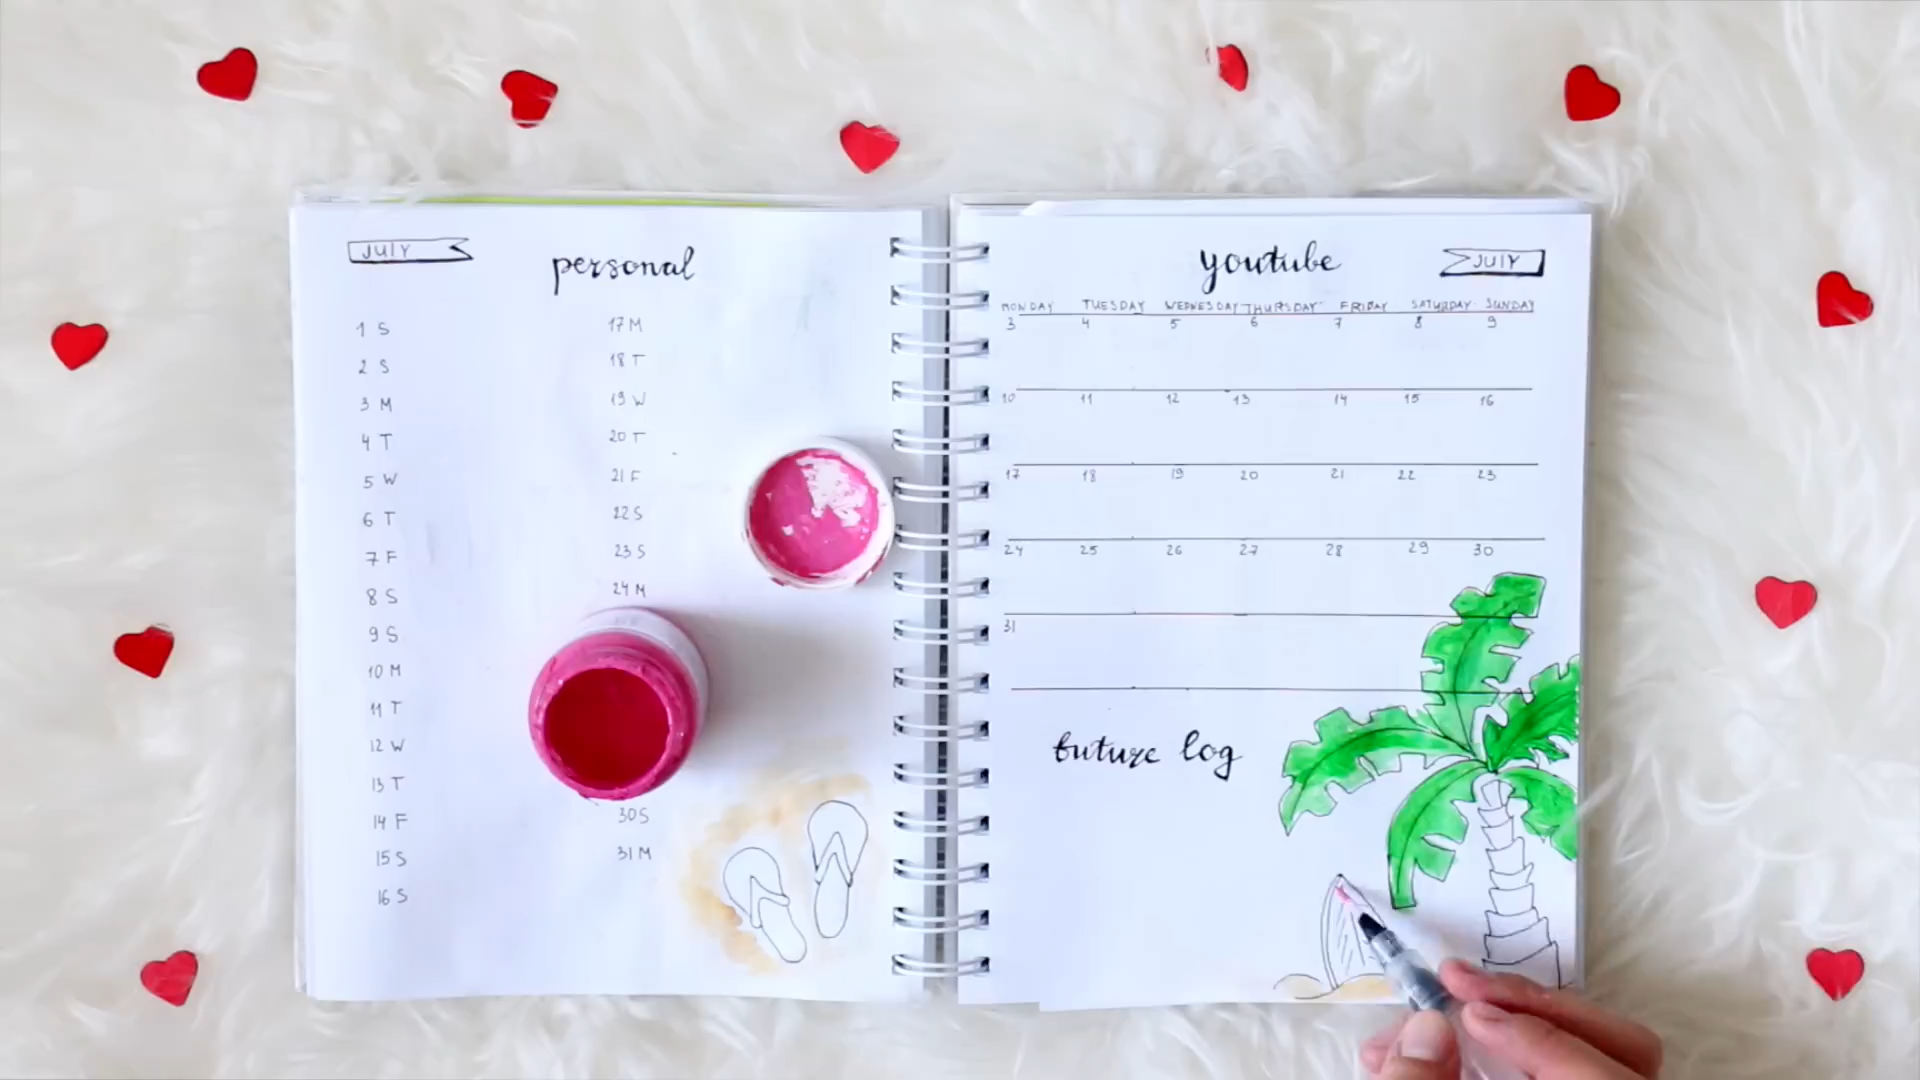 JULY
personal
1 S
2 S
3 M
4 T
5 W
6 T
7 F
8 S
9 S
10 M
11 T
12 W
13 T
14 F
15 S
16 S
17 M
18 T
19 W
20 T
21 F
22 S
23 S
24 M
30 S
31 M
youtube
JULY
MONDAY TUESDAY WEDNESDAY THURSDAY FRIDAY SATURDAY SUNDAY
3 4 5 6 7 8 9
10 11 12 13 14 15 16
17 18 19 20 21 22 23
24 25 26 27 28 29 30
31
future log